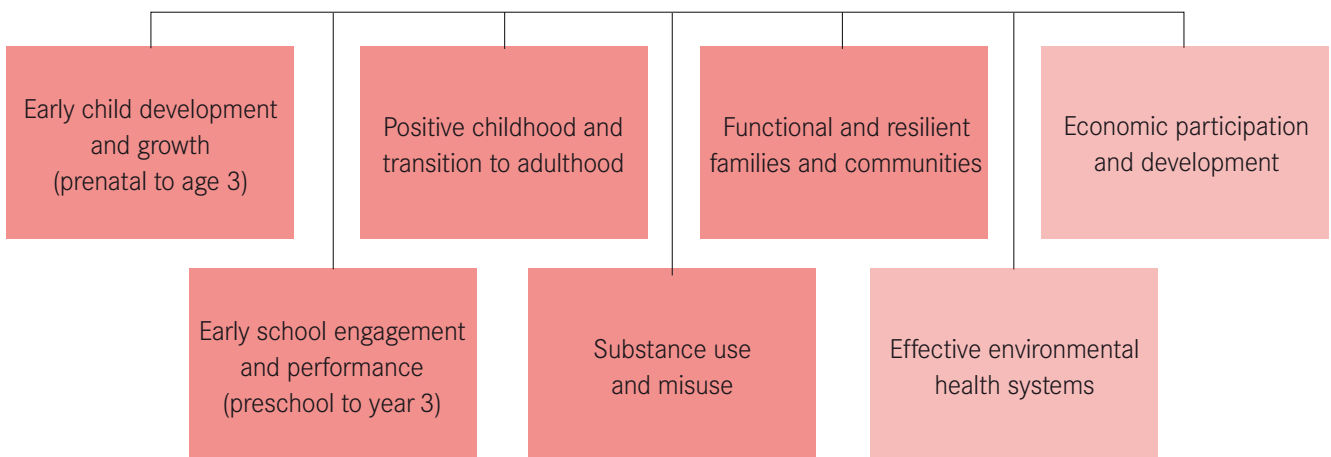 Early child development
and growth
(prenatal to age 3)
Positive childhood and
transition to adulthood
Functional and resilient
families and communities
Economic participation
and development
Early school engagement
and performance
(preschool to year 3)
Substance use
and misuse
Effective environmental
health systems